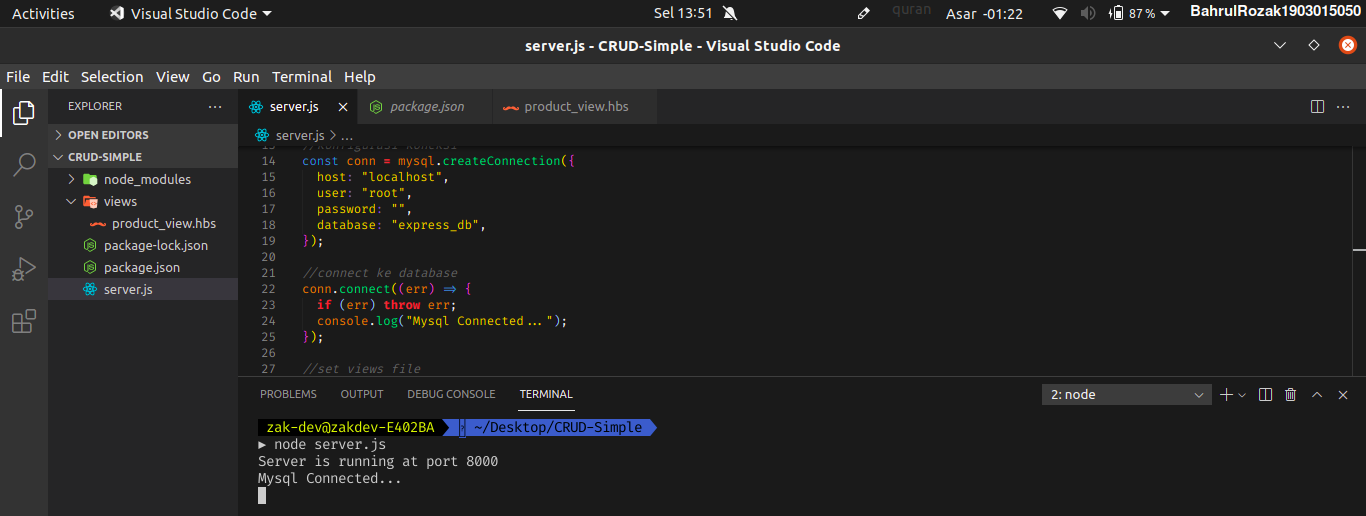 Activities Visual Studio Code Sel 13:51 quran Asar -01:22 87% BahrulRozak1903015050
server.js - CRUD-Simple - Visual Studio Code
File Edit Selection View Go Run Terminal Help
EXPLORER
OPEN EDITORS
CRUD-SIMPLE
node_modules
views
product_view.hbs
package-lock.json
package.json
server.js
server.js package.json product_view.hbs
server.js > ...
13 //konfigurasi koneksi
14 const conn = mysql.createConnection({
15 host: "localhost",
16 user: "root",
17 password: "",
18 database: "express_db",
19 });
20
21 //connect ke database
22 conn.connect((err) => {
23 if (err) throw err;
24 console.log("Mysql Connected...");
25 });
26
27 //set views file
PROBLEMS OUTPUT DEBUG CONSOLE TERMINAL 2: node
zak-dev@zakdev-E402BA ~/Desktop/CRUD-Simple
► node server.js
Server is running at port 8000
Mysql Connected...